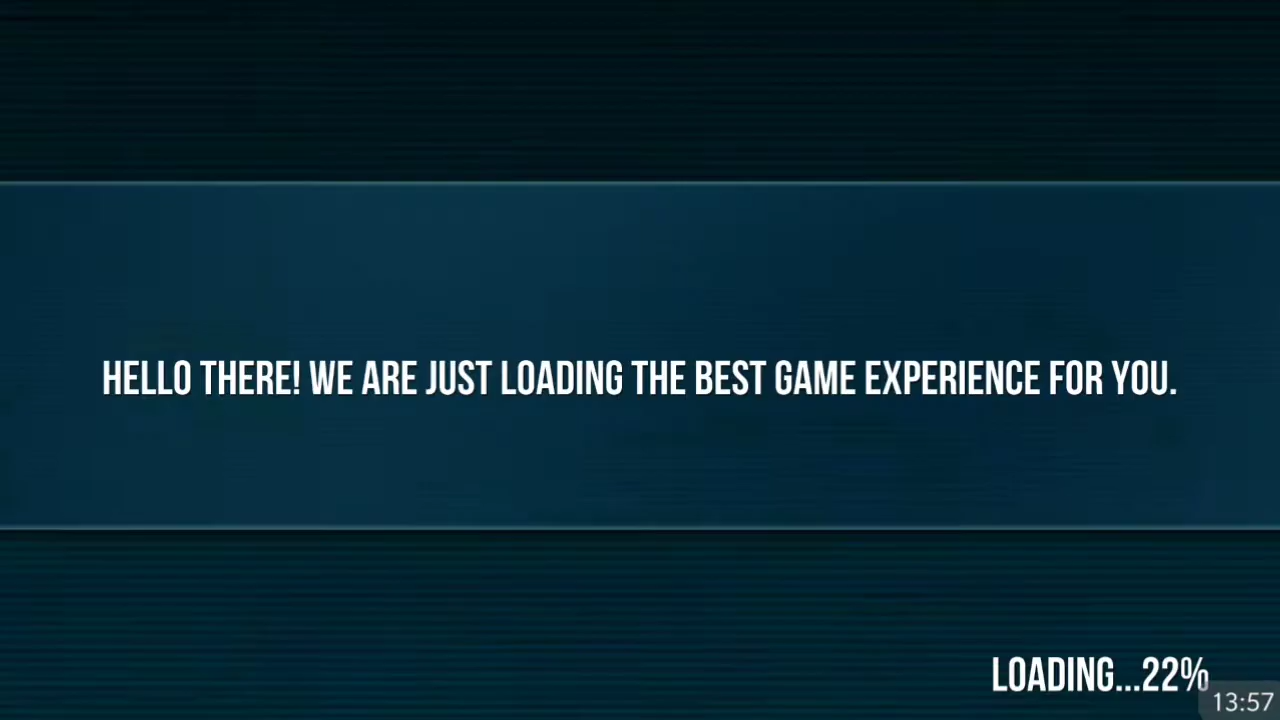 HELLO THERE! WE ARE JUST LOADING THE BEST GAME EXPERIENCE FOR YOU.
LOADING...22%
13:57